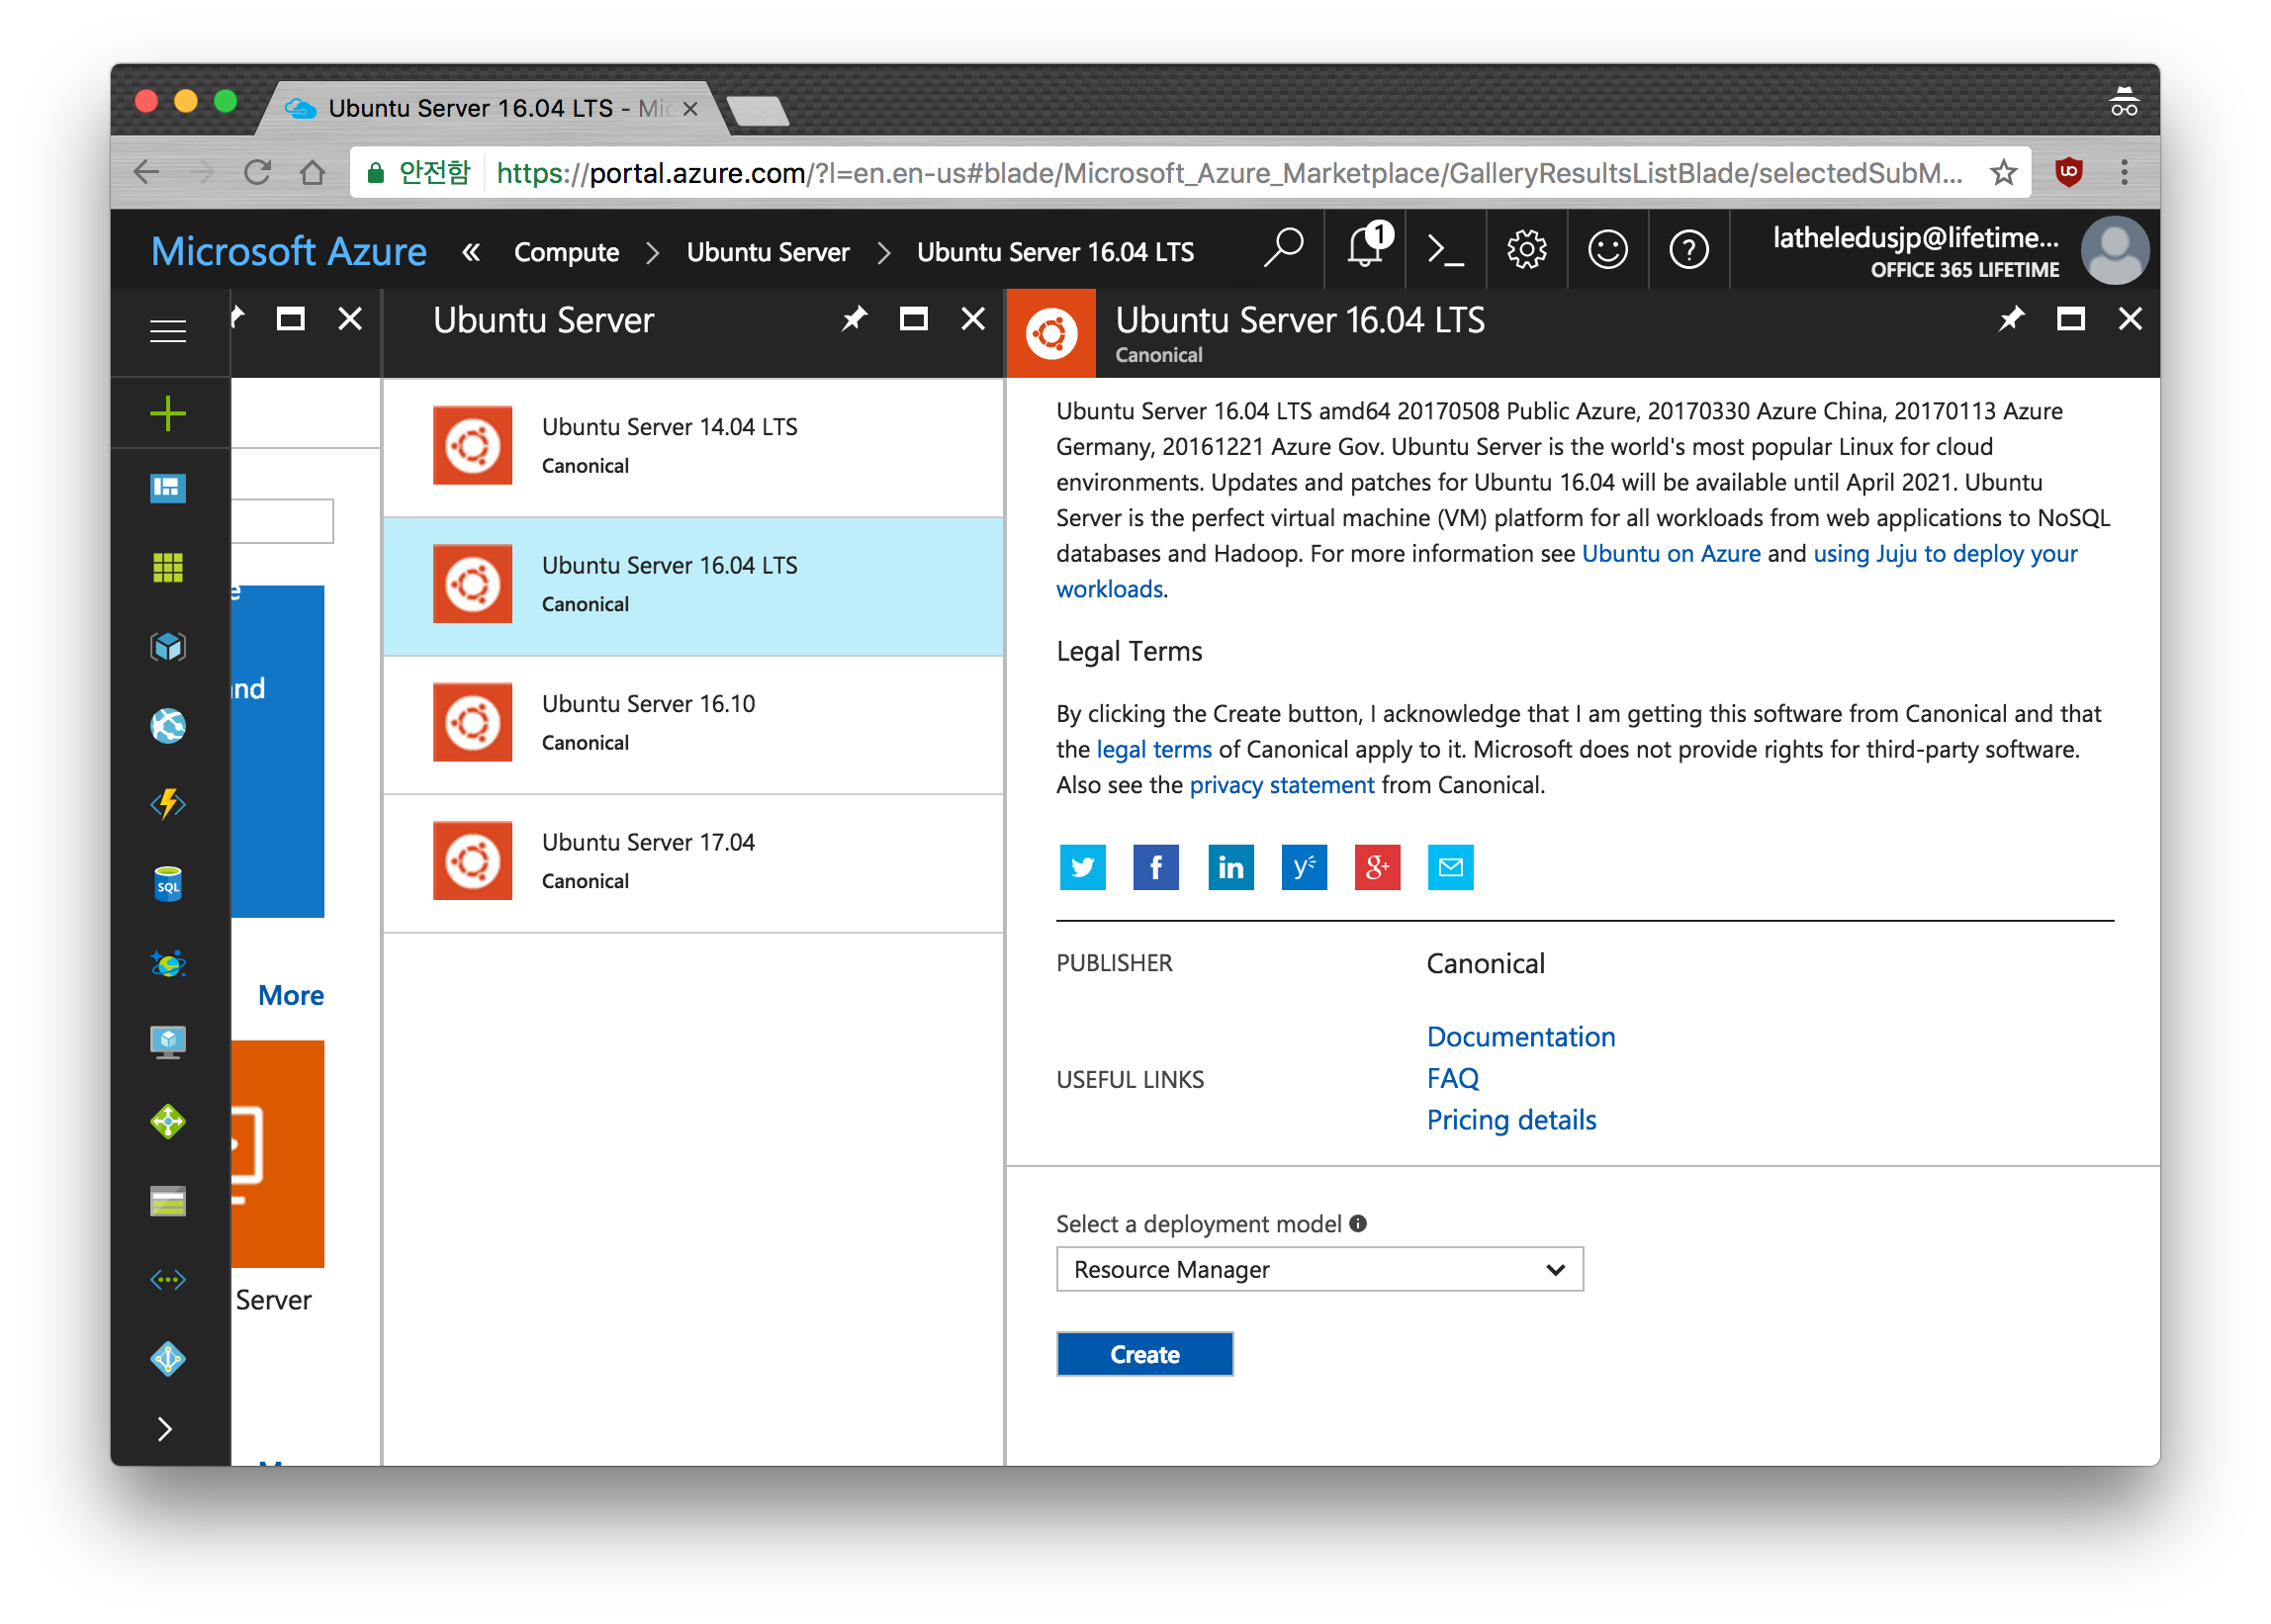 Ubuntu Server 16.04 LTS - Mic
안전함 https://portal.azure.com/?l=en.en-us#blade/Microsoft_Azure_Marketplace/GalleryResultsListBlade/selectedSubM...
Microsoft Azure « Compute > Ubuntu Server > Ubuntu Server 16.04 LTS
1
latheledusjp@lifetime...
OFFICE 365 LIFETIME
SQL
More
Server
Ubuntu Server
Ubuntu Server 14.04 LTS
Canonical
Ubuntu Server 16.04 LTS
Canonical
Ubuntu Server 16.10
Canonical
Ubuntu Server 17.04
Canonical
Ubuntu Server 16.04 LTS
Canonical
Ubuntu Server 16.04 LTS amd64 20170508 Public Azure, 20170330 Azure China, 20170113 Azure
Germany, 20161221 Azure Gov. Ubuntu Server is the world's most popular Linux for cloud
environments. Updates and patches for Ubuntu 16.04 will be available until April 2021. Ubuntu
Server is the perfect virtual machine (VM) platform for all workloads from web applications to NoSQL
databases and Hadoop. For more information see Ubuntu on Azure and using Juju to deploy your
workloads.
Legal Terms
By clicking the Create button, I acknowledge that I am getting this software from Canonical and that
the legal terms of Canonical apply to it. Microsoft does not provide rights for third-party software.
Also see the privacy statement from Canonical.
PUBLISHER Canonical
Documentation
USEFUL LINKS FAQ
Pricing details
Select a deployment model
Resource Manager
Create